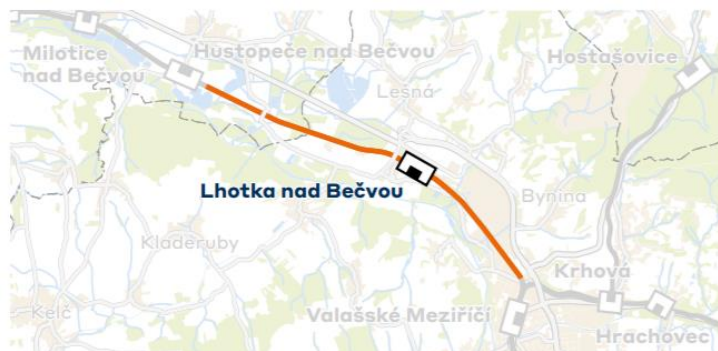 Milotice
nad Bečvou
Hustopeče nad Bečvou
Hostašovice
Lešná
Lhotka nad Bečvou
Bynina
Kladeruby
Krhová
Kelč
Valašské Meziříčí
Hrachovec